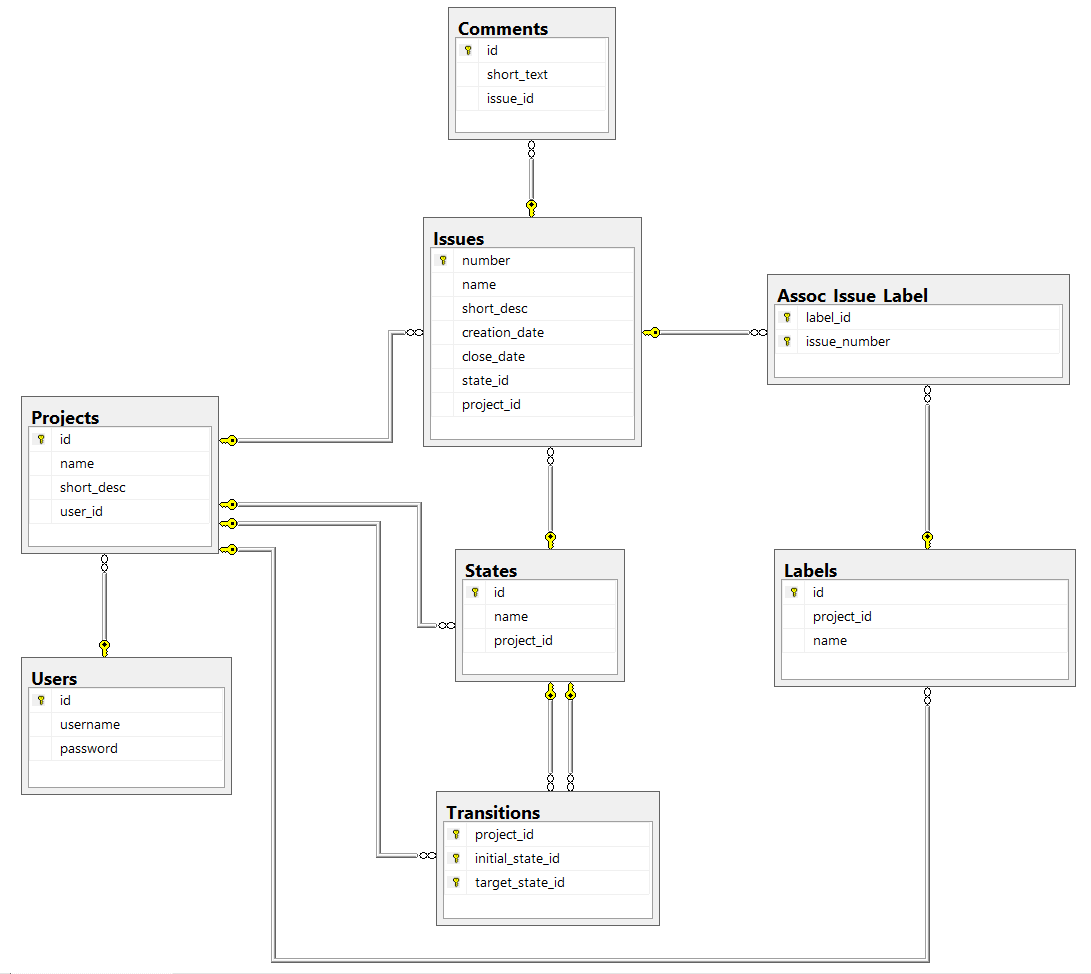 Comments
id
short_text
issue_id
Issues
number
name
short_desc
creation_date
close_date
state_id
project_id
Assoc_Issue_Label
label_id
issue_number
Projects
id
name
short_desc
user_id
States
id
name
project_id
Labels
id
project_id
name
Users
id
username
password
Transitions
project_id
initial_state_id
target_state_id